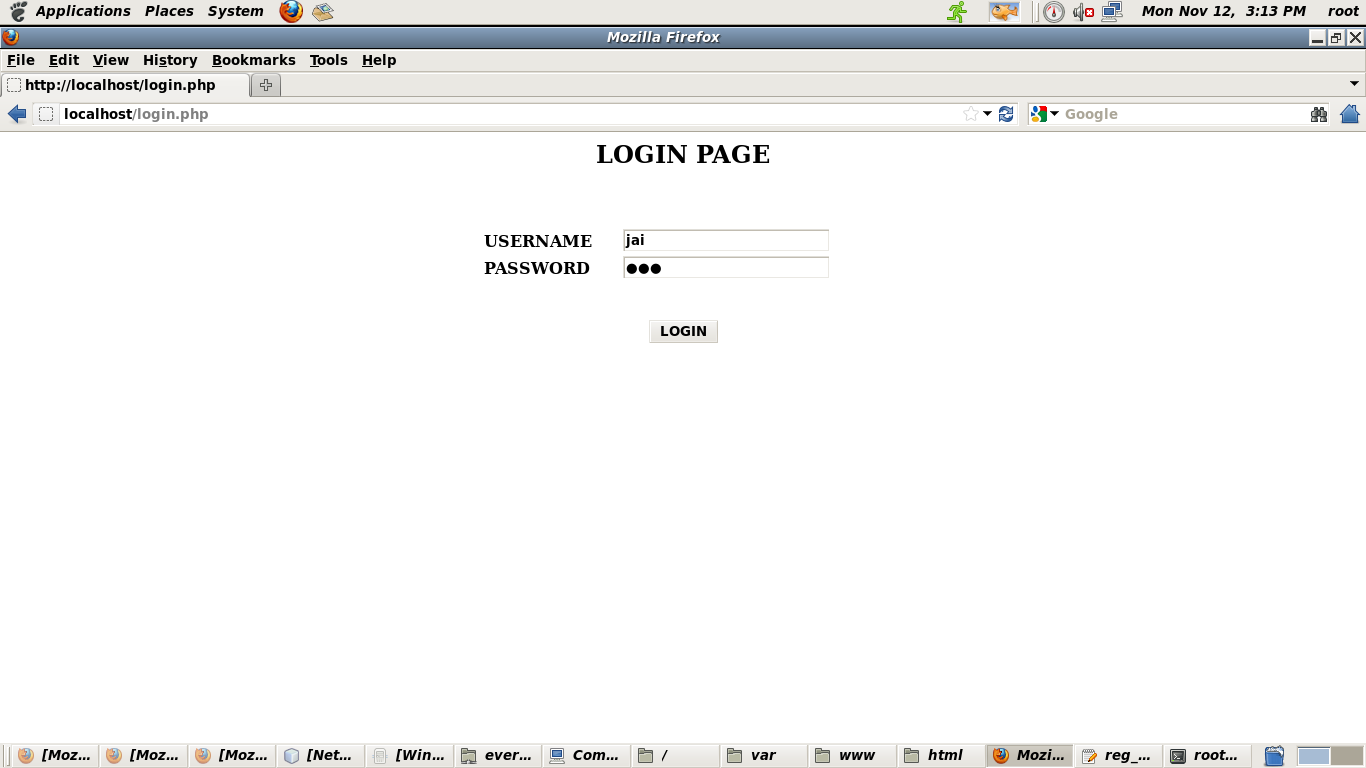 Applications Places System Mon Nov 12, 3:13 PM root
Mozilla Firefox
File Edit View History Bookmarks Tools Help
http://localhost/login.php
localhost/login.php Google
LOGIN PAGE
USERNAME jai
PASSWORD ●●●
LOGIN
[Moz... [Moz... [Moz... [Net... [Win... ever... Com... / var www html Mozi... reg_... root...